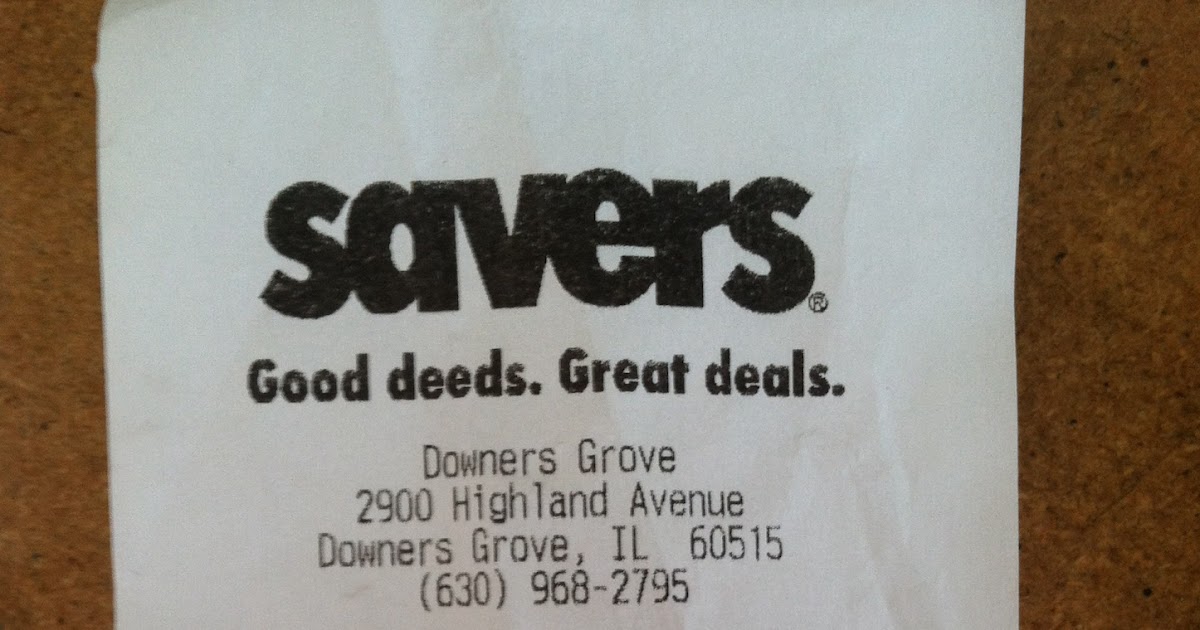 savers®
Good deeds. Great deals.
Downers Grove
2900 Highland Avenue
Downers Grove, IL  60515
(630) 968-2795